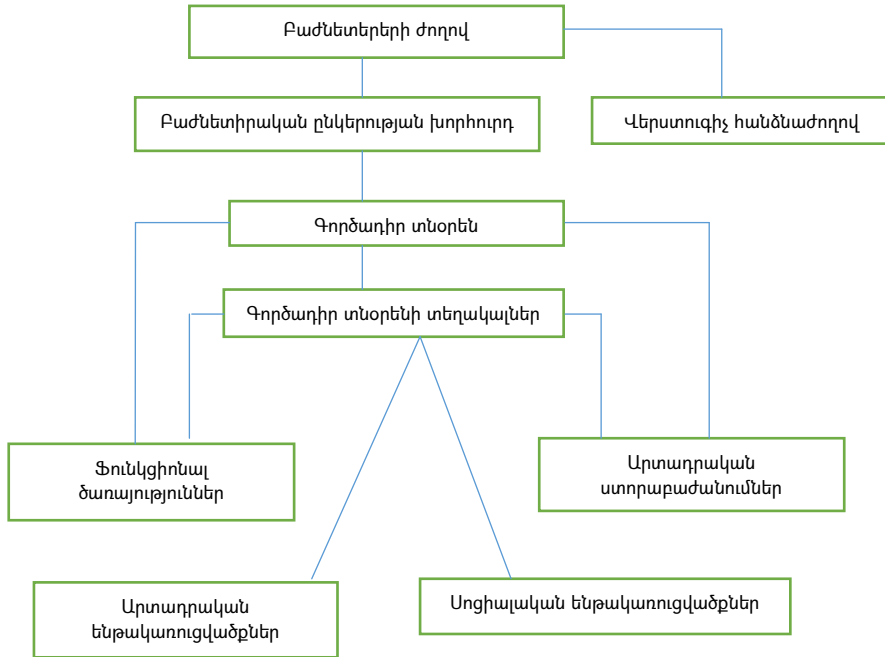 Բաժնետերերի ժողով
Բաժնետիրական ընկերության խորհուրդ
Վերստուգիչ հանձնաժողով
Գործադիր տնօրեն
Գործադիր տնօրենի տեղակալներ
Ֆունկցիոնալ
ծառայություններ
Արտադրական
ստորաբաժանումներ
Արտադրական
ենթակառուցվածքներ
Սոցիալական ենթակառուցվածքներ